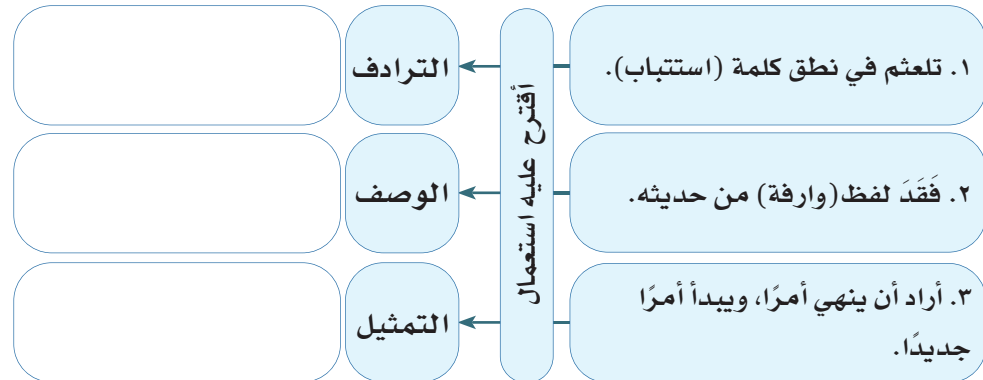 ١. تلعثم في نطق كلمة (استتباب).
الترادف
اقترح عليه استعمال
٢. فَقَدَ لفظ(وارفة) من حديثه.
الوصف
٣. أراد أن ينهي أمرًا، ويبدأ أمرًا
جديدًا.
التمثيل